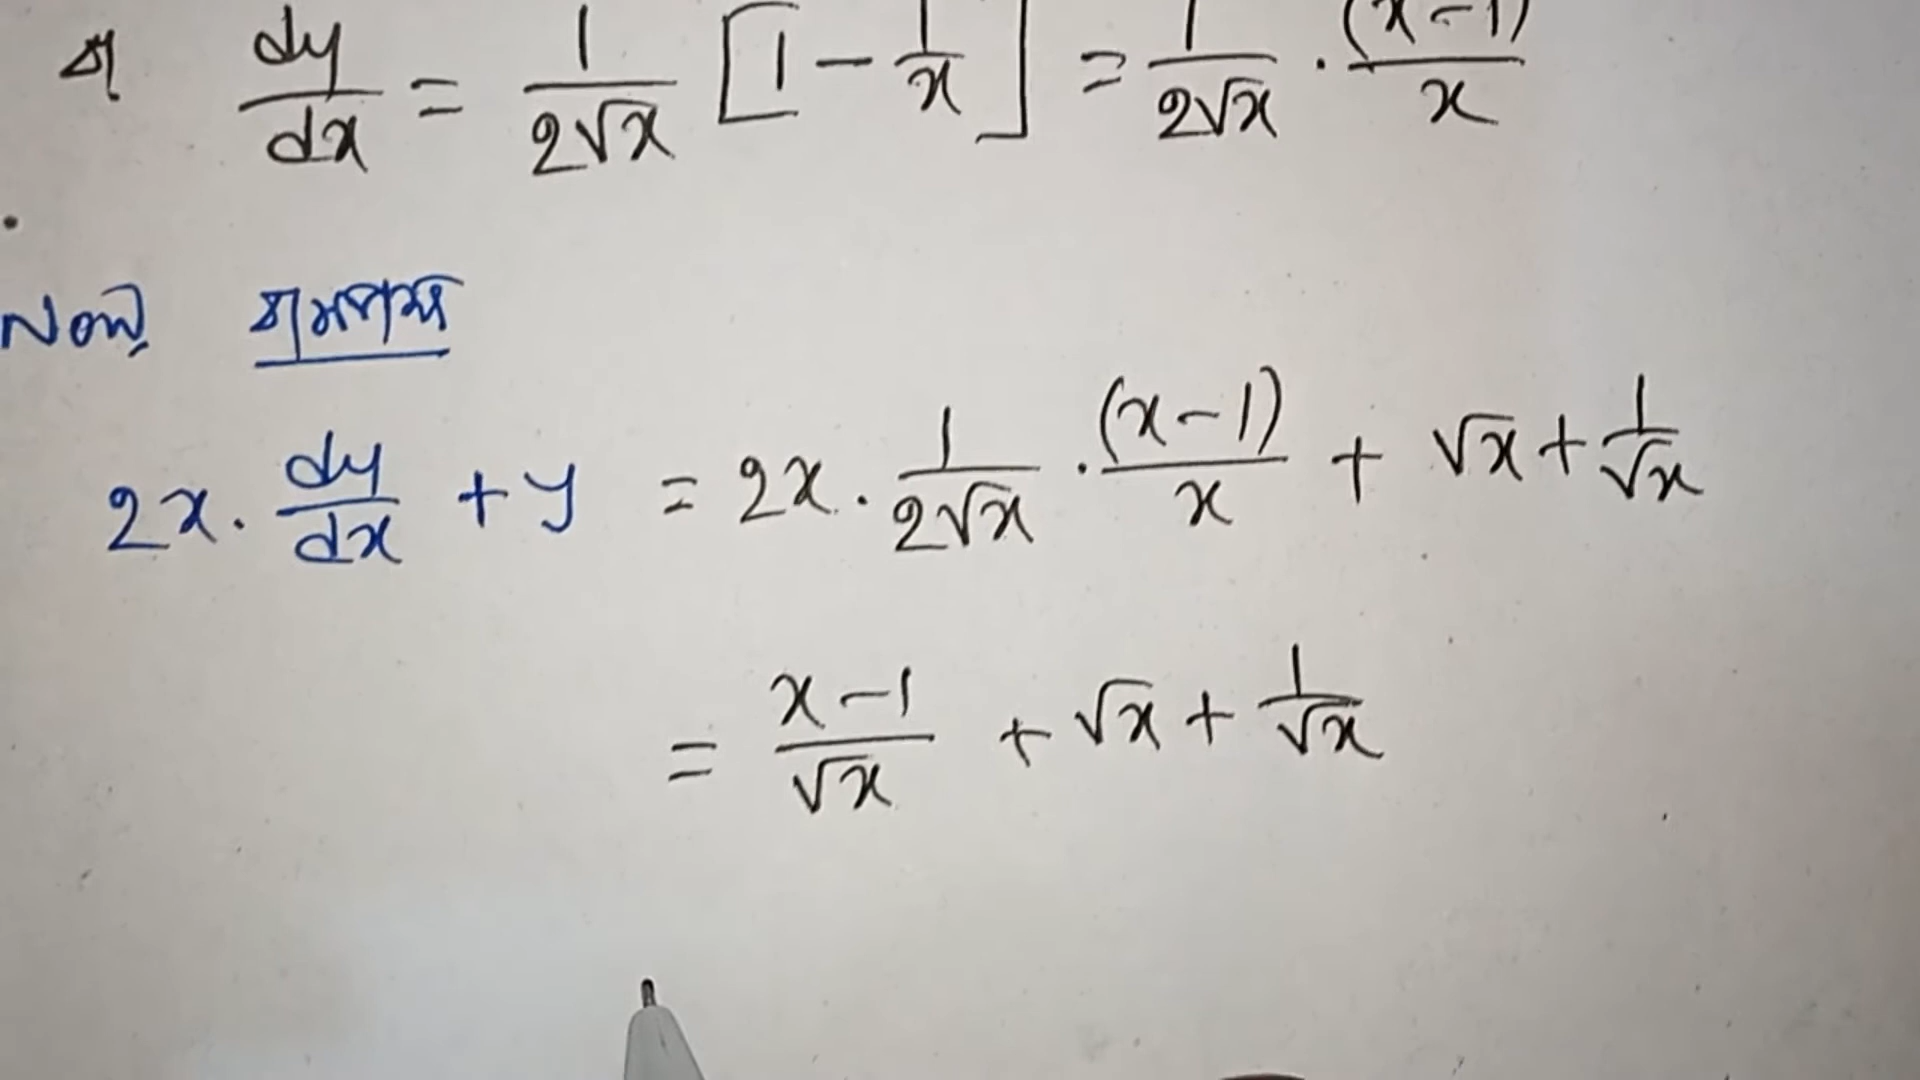 বা dy/dx = 1/2√x [1 - 1/x] = 1/2√x · (x-1)/x
Now, বামপক্ষ
2x. dy/dx + y = 2x. 1/2√x · (x-1)/x + √x + 1/√x
= x-1/√x + √x + 1/√x